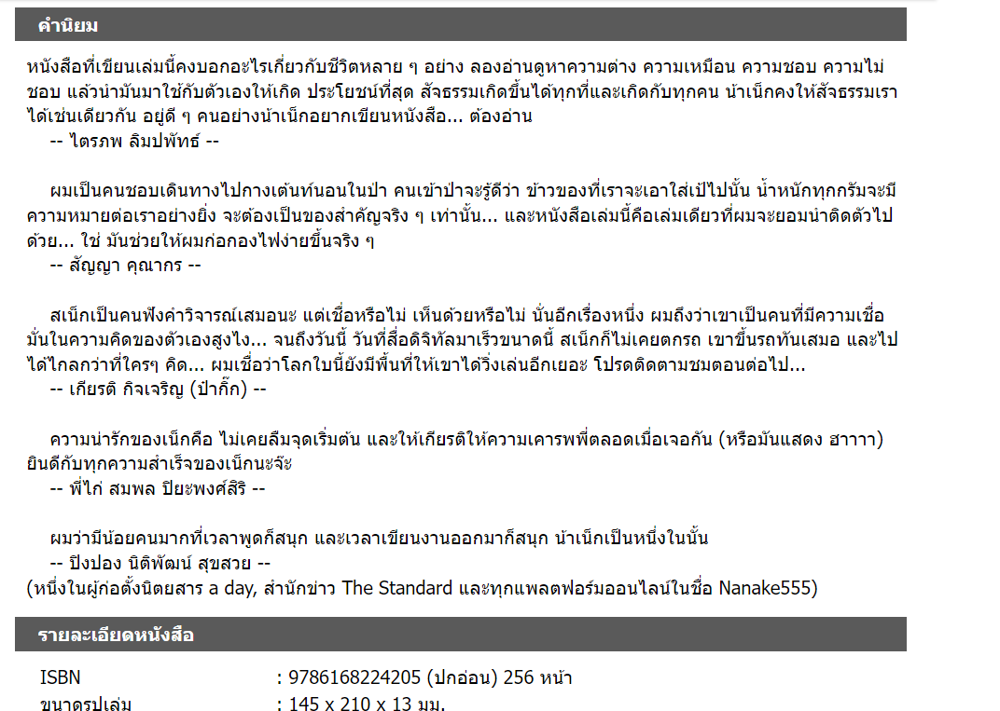 คำนิยม
หนังสือที่เขียนเล่มนี้คงบอกอะไรเกี่ยวกับชีวิตหลาย ๆ อย่าง ลองอ่านดูหาความต่าง ความเหมือน ความชอบ ความไม่
ชอบ แล้วนำมันมาใช้กับตัวเองให้เกิด ประโยชน์ที่สุด สัจธรรมเกิดขึ้นได้ทุกที่และเกิดกับทุกคน น้าเน็กคงให้สัจธรรมเรา
ได้เช่นเดียวกัน อยู่ดี ๆ คนอย่างน้าเน็กอยากเขียนหนังสือ... ต้องอ่าน
-- ไตรภพ ลิมปพัทธ์ --
ผมเป็นคนชอบเดินทางไปกางเต้นท์นอนในป่า คนเข้าป่าจะรู้ดีว่า ข้าวของที่เราจะเอาใส่เป้ไปนั้น น้ำหนักทุกกรัมจะมี
ความหมายต่อเราอย่างยิ่ง จะต้องเป็นของสำคัญจริง ๆ เท่านั้น... และหนังสือเล่มนี้คือเล่มเดียวที่ผมจะยอมนำติดตัวไป
ด้วย... ใช่ มันช่วยให้ผมก่อกองไฟง่ายขึ้นจริง ๆ
-- สัญญา คุณากร --
สเน็กเป็นคนฟังคำวิจารณ์เสมอนะ แต่เชื่อหรือไม่ เห็นด้วยหรือไม่ นั่นอีกเรื่องหนึ่ง ผมถึงว่าเขาเป็นคนที่มีความเชื่อ
มั่นในความคิดของตัวเองสูงไง... จนถึงวันนี้ วันที่สื่อดิจิทัลมาเร็วขนาดนี้ สเน็กก็ไม่เคยตกรถ เขาขึ้นรถทันเสมอ และไป
ได้ไกลกว่าที่ใครๆ คิด... ผมเชื่อว่าโลกใบนี้ยังมีพื้นที่ให้เขาได้วิ่งเล่นอีกเยอะ โปรดติดตามชมตอนต่อไป...
-- เกียรติ กิจเจริญ (ป๋ากิ๊ก) --
ความน่ารักของเน็กคือ ไม่เคยลืมจุดเริ่มต้น และให้เกียรติให้ความเคารพพี่ตลอดเมื่อเจอกัน (หรือมันแสดง ฮาาาา)
ยินดีกับทุกความสำเร็จของเน็กนะจ๊ะ
-- พี่ไก่ สมพล ปิยะพงศ์สิริ --
ผมว่ามีน้อยคนมากที่เวลาพูดก็สนุก และเวลาเขียนงานออกมาก็สนุก น้าเน็กเป็นหนึ่งในนั้น
-- ปิงปอง นิติพัฒน์ สุขสวย --
(หนึ่งในผู้ก่อตั้งนิตยสาร a day, สำนักข่าว The Standard และทุกแพลตฟอร์มออนไลน์ในชื่อ Nanake555)
รายละเอียดหนังสือ
ISBN : 9786168224205 (ปกอ่อน) 256 หน้า
ขนาดรูปเล่ม : 145 x 210 x 13 มม.